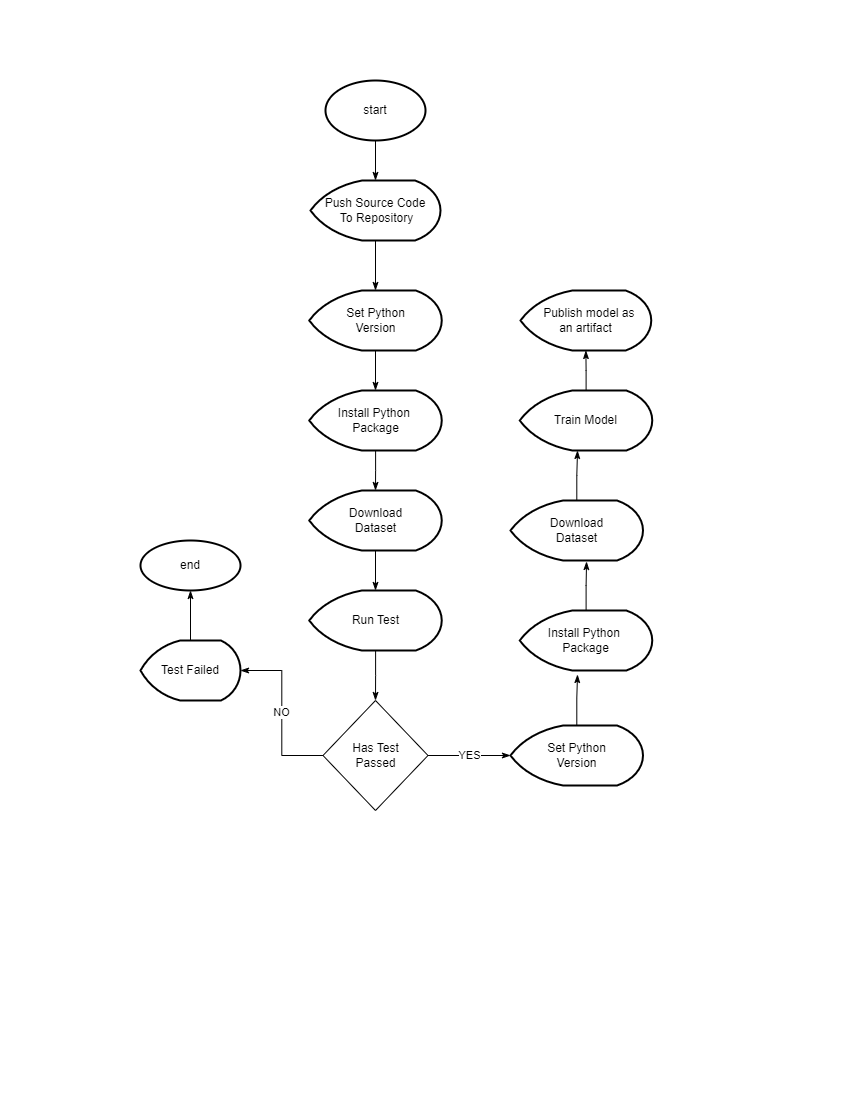 start
Push Source Code
To Repository
Set Python
Version
Install Python
Package
Download
Dataset
Run Test
Has Test
Passed
NO
Test Failed
end
YES
Set Python
Version
Install Python
Package
Download
Dataset
Train Model
Publish model as
an artifact